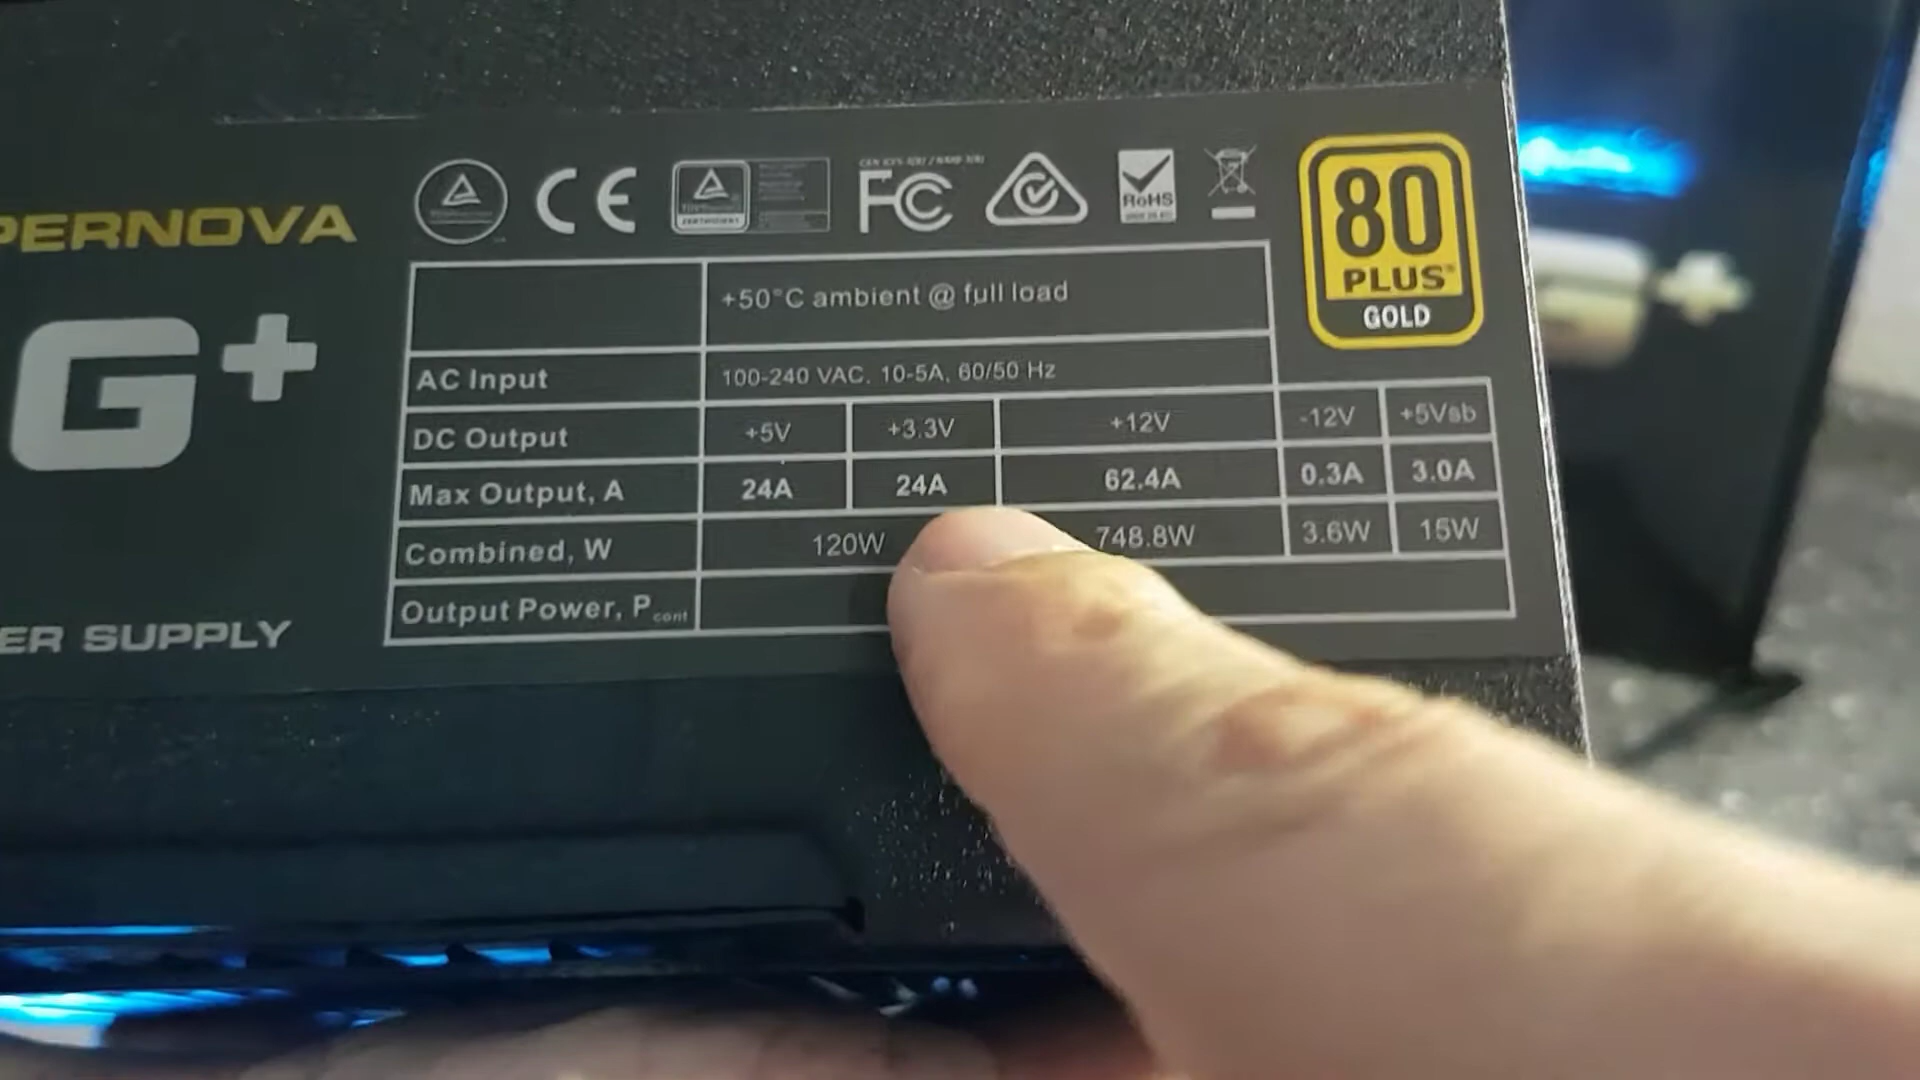 PERNOVA
G+
ER SUPPLY
CE
FC
RoHS
80
PLUS
GOLD
+50°C ambient @ full load
AC Input 100-240 VAC, 10-5A, 60/50 Hz
DC Output +5V +3.3V +12V -12V +5Vsb
Max Output, A 24A 24A 62.4A 0.3A 3.0A
Combined, W 120W 748.8W 3.6W 15W
Output Power, Pcont